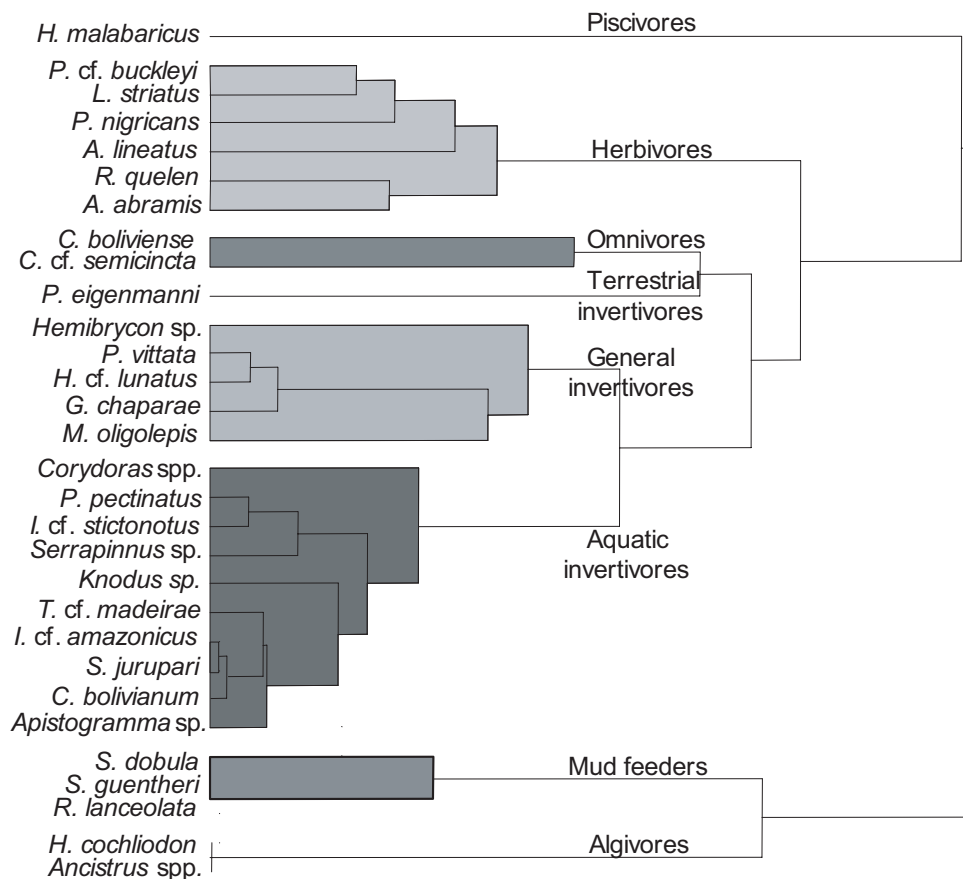 Piscivores
H. malabaricus
P. cf. buckleyi
L. striatus
P. nigricans
A. lineatus
Herbivores
R. quelen
A. abramis
C. boliviense
Omnivores
C. cf. semicincta
Terrestrial
invertivores
P. eigenmanni
Hemibrycon sp.
P. vittata
General
invertivores
H. cf. lunatus
G. chaparae
M. oligolepis
Corydoras spp.
P. pectinatus
I. cf. stictonotus
Serrapinnus sp.
Aquatic
invertivores
Knodus sp.
T. cf. madeirae
I. cf. amazonicus
S. jurupari
C. bolivianum
Apistogramma sp.
S. dobula
Mud feeders
S. guentheri
R. lanceolata
H. cochliodon
Algivores
Ancistrus spp.